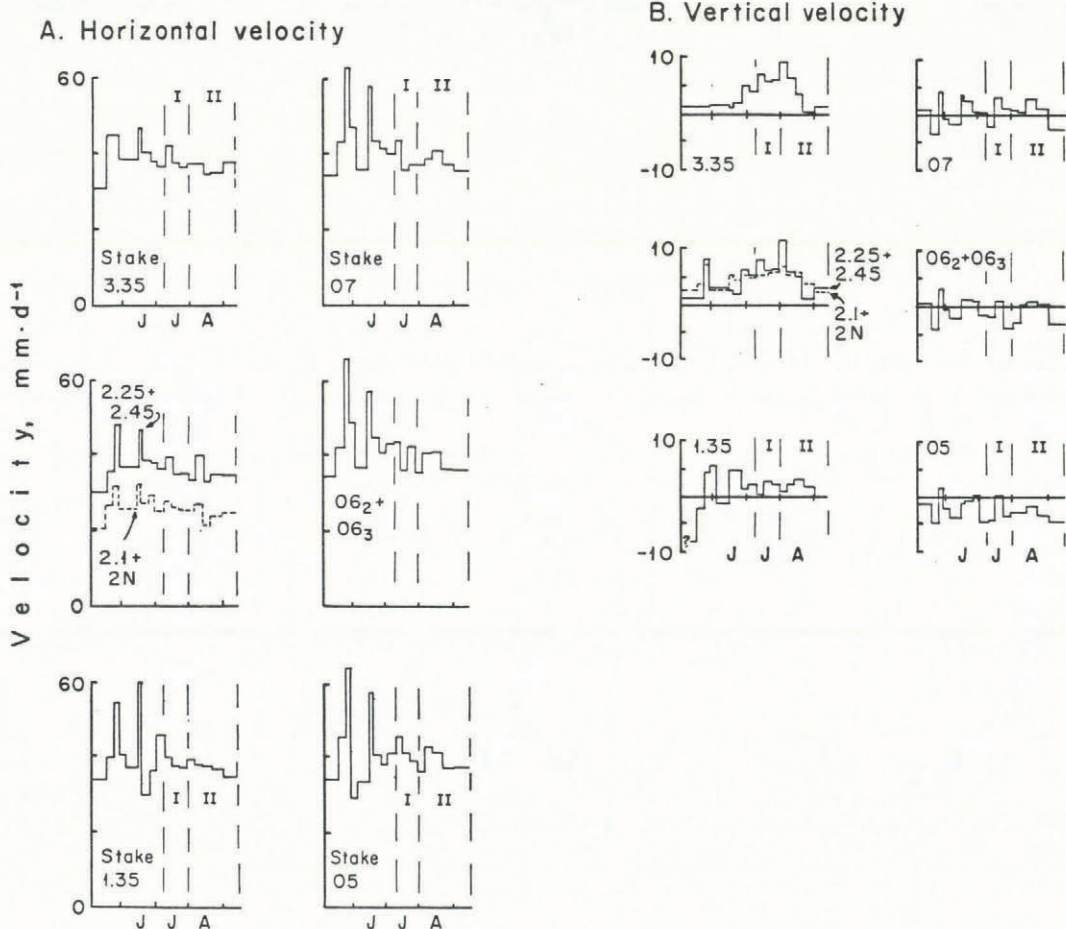 A. Horizontal velocity
Velocity, mm·d⁻¹
60
0
I II
Stake
3.35
J J A
I II
Stake
07
J J A
60
0
2.25+
2.45
2.1+
2N
06₂+
06₃
60
0
I II
Stake
1.35
J J A
I II
Stake
05
J J A
B. Vertical velocity
10
-10
I II
3.35
I II
07
10
-10
2.25+
2.45
2.1+
2N
06₂+06₃
10
-10
1.35
I II
?
J J A
05
I II
J J A